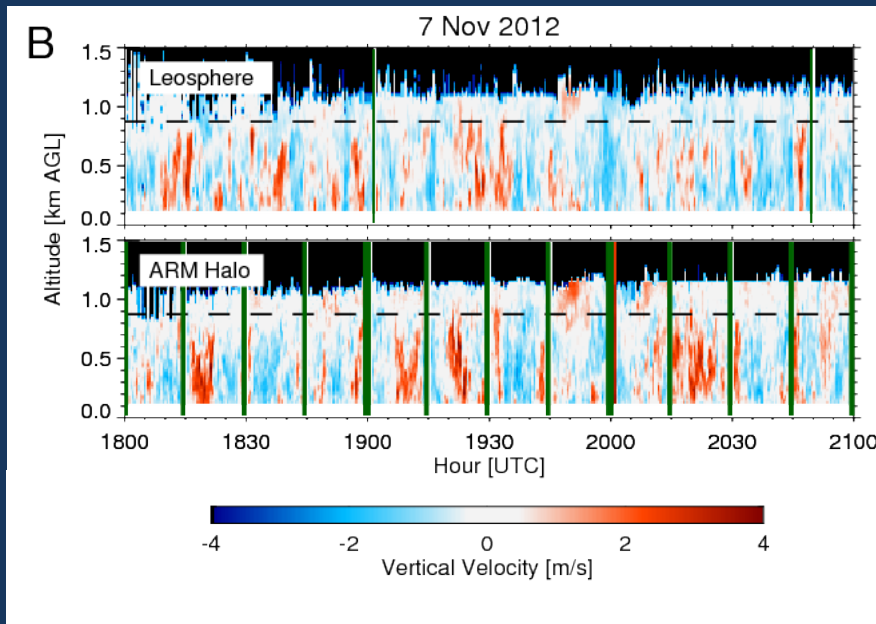 B
7 Nov 2012
1.5
Leosphere
1.0
0.5
0.0
Altitude [km AGL]
1.5
ARM Halo
1.0
0.5
0.0
1800 1830 1900 1930 2000 2030 2100
Hour [UTC]
-4 -2 0 2 4
Vertical Velocity [m/s]